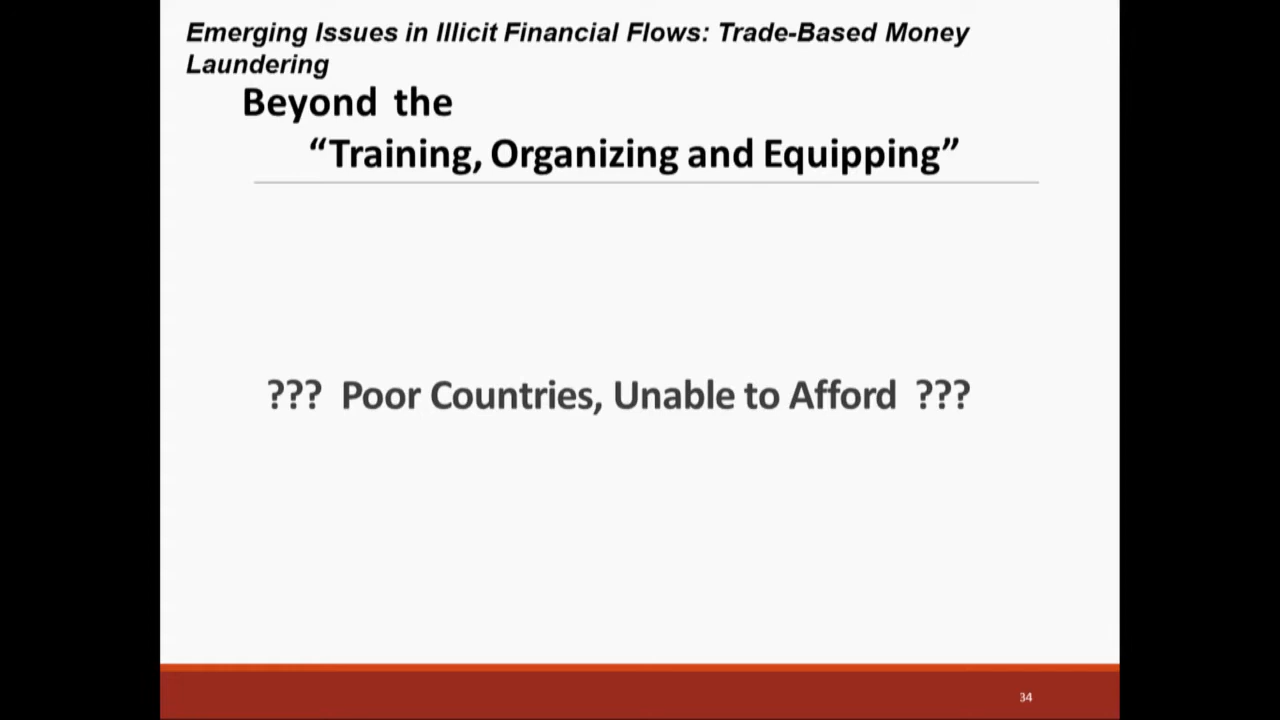 Emerging Issues in Illicit Financial Flows: Trade-Based Money
Laundering
Beyond the
“Training, Organizing and Equipping”
??? Poor Countries, Unable to Afford ???
34